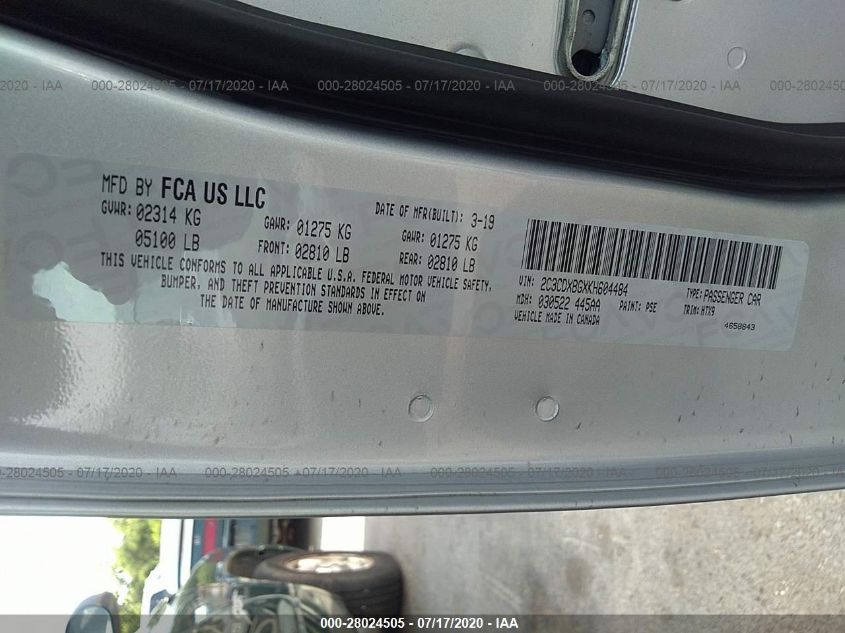 000-28024505 - 07/17/2020 - IAA
MFD BY FCA US LLC
GVWR: 02314 KG
05100 LB
GAWR: 01275 KG
FRONT: 02810 LB
DATE OF MFR(BUILT): 3-19
GAWR: 01275 KG
REAR: 02810 LB
THIS VEHICLE CONFORMS TO ALL APPLICABLE U.S.A. FEDERAL MOTOR VEHICLE SAFETY,
BUMPER, AND THEFT PREVENTION STANDARDS IN EFFECT ON
THE DATE OF MANUFACTURE SHOWN ABOVE.
VIN: 2C3CDXBGXKH604484
TYPE: PASSENGER CAR
MDH: 030522 445AA
PAINT: PSE
TRIM: HTX9
VEHICLE MADE IN CANADA
4658843
000-28024505 - 07/17/2020 - IAA
000-28024505 - 07/17/2020 - IAA